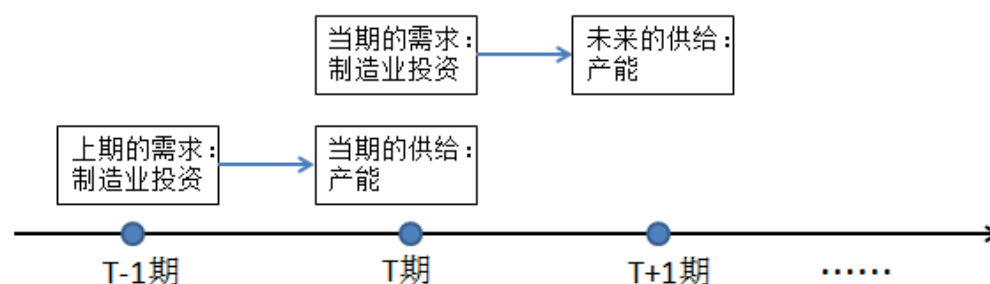 当期的需求：
制造业投资
未来的供给：
产能
上期的需求：
制造业投资
当期的供给：
产能
T-1期
T期
T+1期
……